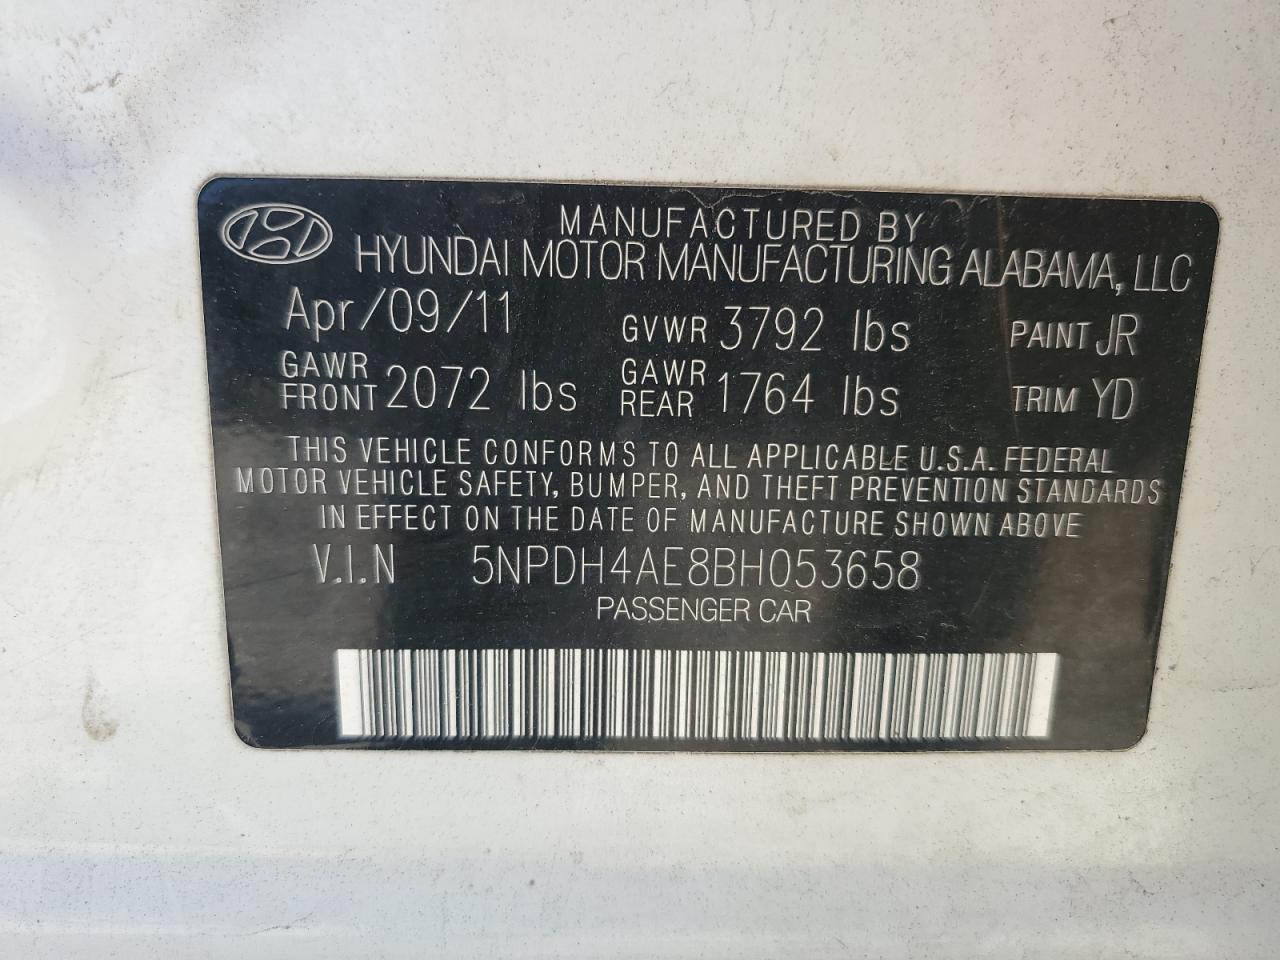 MANUFACTURED BY
HYUNDAI MOTOR MANUFACTURING ALABAMA, LLC
Apr/09/11 GVWR 3792 lbs PAINT JR
GAWR FRONT 2072 lbs GAWR REAR 1764 lbs TRIM YD
THIS VEHICLE CONFORMS TO ALL APPLICABLE U.S.A. FEDERAL
MOTOR VEHICLE SAFETY, BUMPER, AND THEFT PREVENTION STANDARDS
IN EFFECT ON THE DATE OF MANUFACTURE SHOWN ABOVE
V.I.N 5NPDH4AE8BH053658
PASSENGER CAR